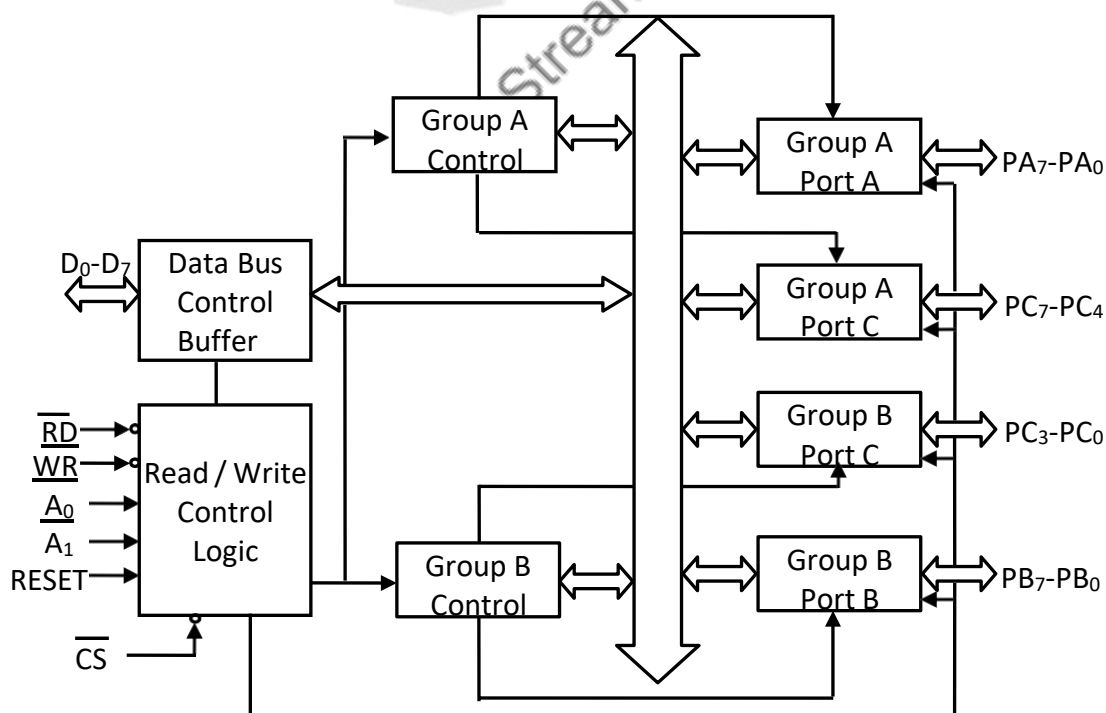 Stream
Group A
Control
Group A
Port A
PA₇-PA₀
D₀-D₇
Data Bus
Control
Buffer
Group A
Port C
PC₇-PC₄
Group B
Port C
PC₃-PC₀
RD
WR
A₀
A₁
RESET
Read / Write
Control
Logic
CS
Group B
Control
Group B
Port B
PB₇-PB₀